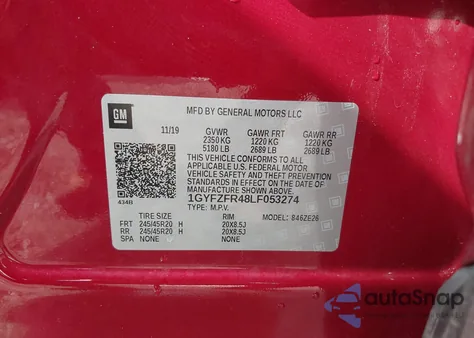 GM
MFD BY GENERAL MOTORS LLC
11/19 GVWR GAWR FRT GAWR RR
2350 KG 1220 KG 1220 KG
5180 LB 2689 LB 2689 LB
THIS VEHICLE CONFORMS TO ALL
APPLICABLE U.S. FEDERAL MOTOR
VEHICLE SAFETY AND THEFT PREVENTION
STANDARDS IN EFFECT ON THE DATE OF
MANUFACTURE SHOWN ABOVE.
1GYFZFR48LF053274
434B TYPE: M.P.V. MODEL: 846ZE26
TIRE SIZE RIM
FRT 245/45R20 H 20X8.5J
RR 245/45R20 H 20X8.5J
SPA NONE NONE
autoSnap